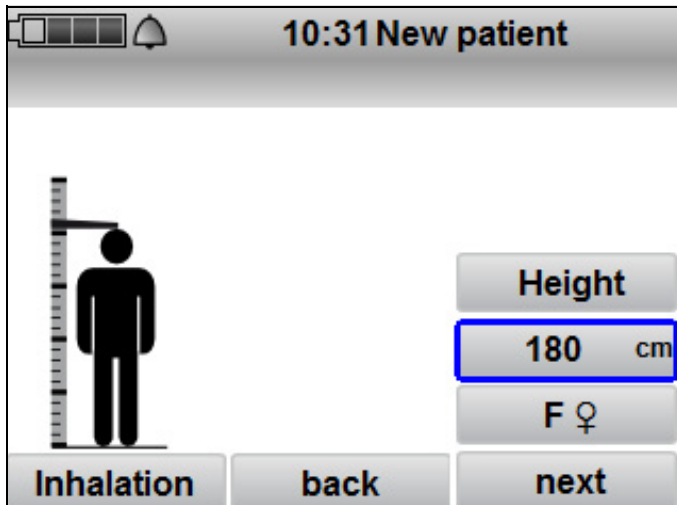 10:31 New patient
Height
180 cm
F ♀
Inhalation back next